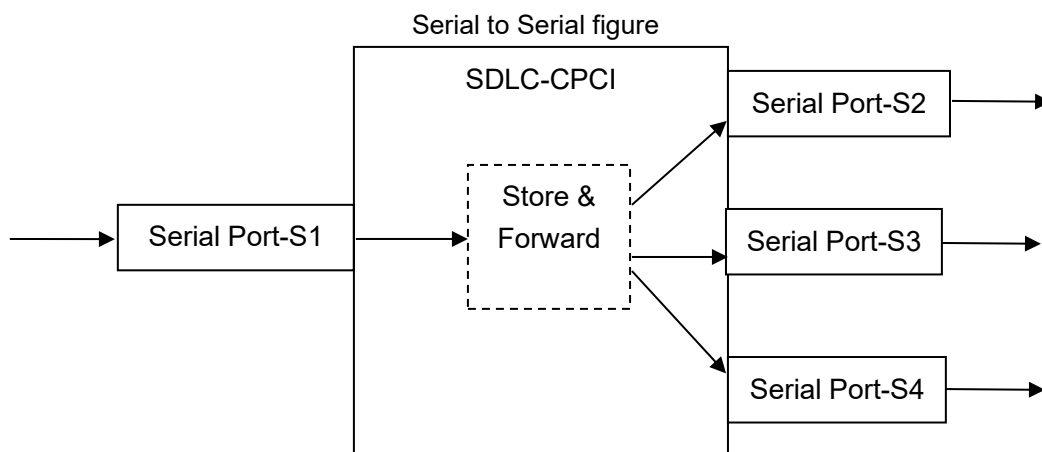 Serial to Serial figure
SDLC-CPCI
Serial Port-S2
Store &
Forward
Serial Port-S1
Serial Port-S3
Serial Port-S4